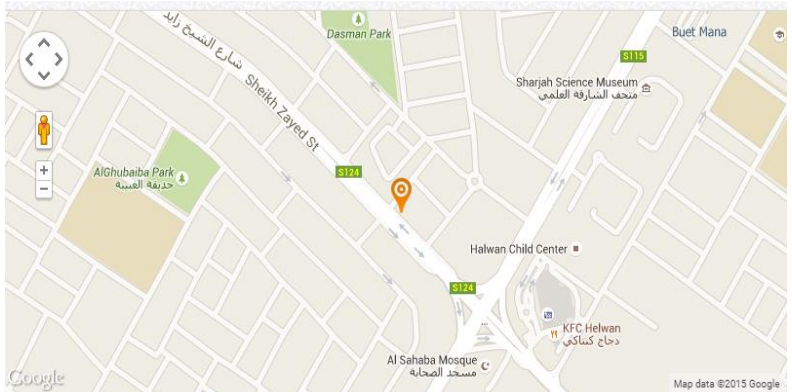 Dasman Park
Buet Mana
شارع الشيخ زايد
Sheikh Zayed St
S115
Sharjah Science Museum
متحف الشارقة العلمي
AlGhubaiba Park
حديقة الغبيبة
S124
+
−
Halwan Child Center
S124
KFC Helwan
دجاج كنتاكي
Al Sahaba Mosque
مسجد الصحابة
Google
Map data ©2015 Google